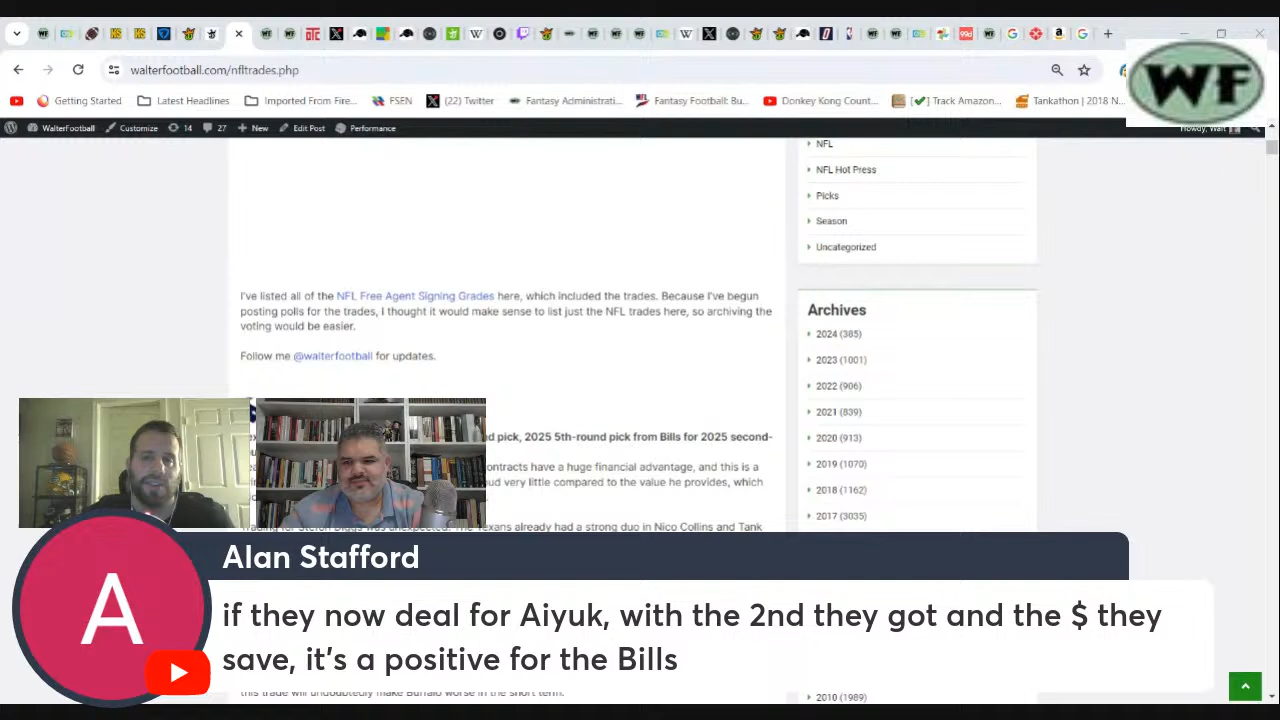 walterfootball.com/nfltrades.php
WF
Getting Started
Latest Headlines
Imported From Fire...
FSEN
(22) Twitter
Fantasy Administrati...
Fantasy Football: Bu...
Donkey Kong Count...
Track Amazon...
Tankathon | 2018 N...
WalterFootball
Customize
14
27
New
Edit Post
Performance
Howdy, Walt
NFL
NFL Hot Press
Picks
Season
Uncategorized
I've listed all of the NFL Free Agent Signing Grades here, which included the trades. Because I've begun
posting polls for the trades, I thought it would make sense to list just the NFL trades here, so archiving the
voting would be easier.
Follow me @walterfootball for updates.
Archives
2024 (385)
2023 (1001)
2022 (906)
2021 (839)
2020 (913)
2019 (1070)
2018 (1162)
2017 (3035)
2010 (1989)
d pick, 2025 5th-round pick from Bills for 2025 second-
ontracts have a huge financial advantage, and this is a
ud very little compared to the value he provides, which
Trading for Stefon Diggs was unexpected. The Texans already had a strong duo in Nico Collins and Tank
A
Alan Stafford
if they now deal for Aiyuk, with the 2nd they got and the $ they
save, it's a positive for the Bills
this trade will undoubtedly make Buffalo worse in the short term.